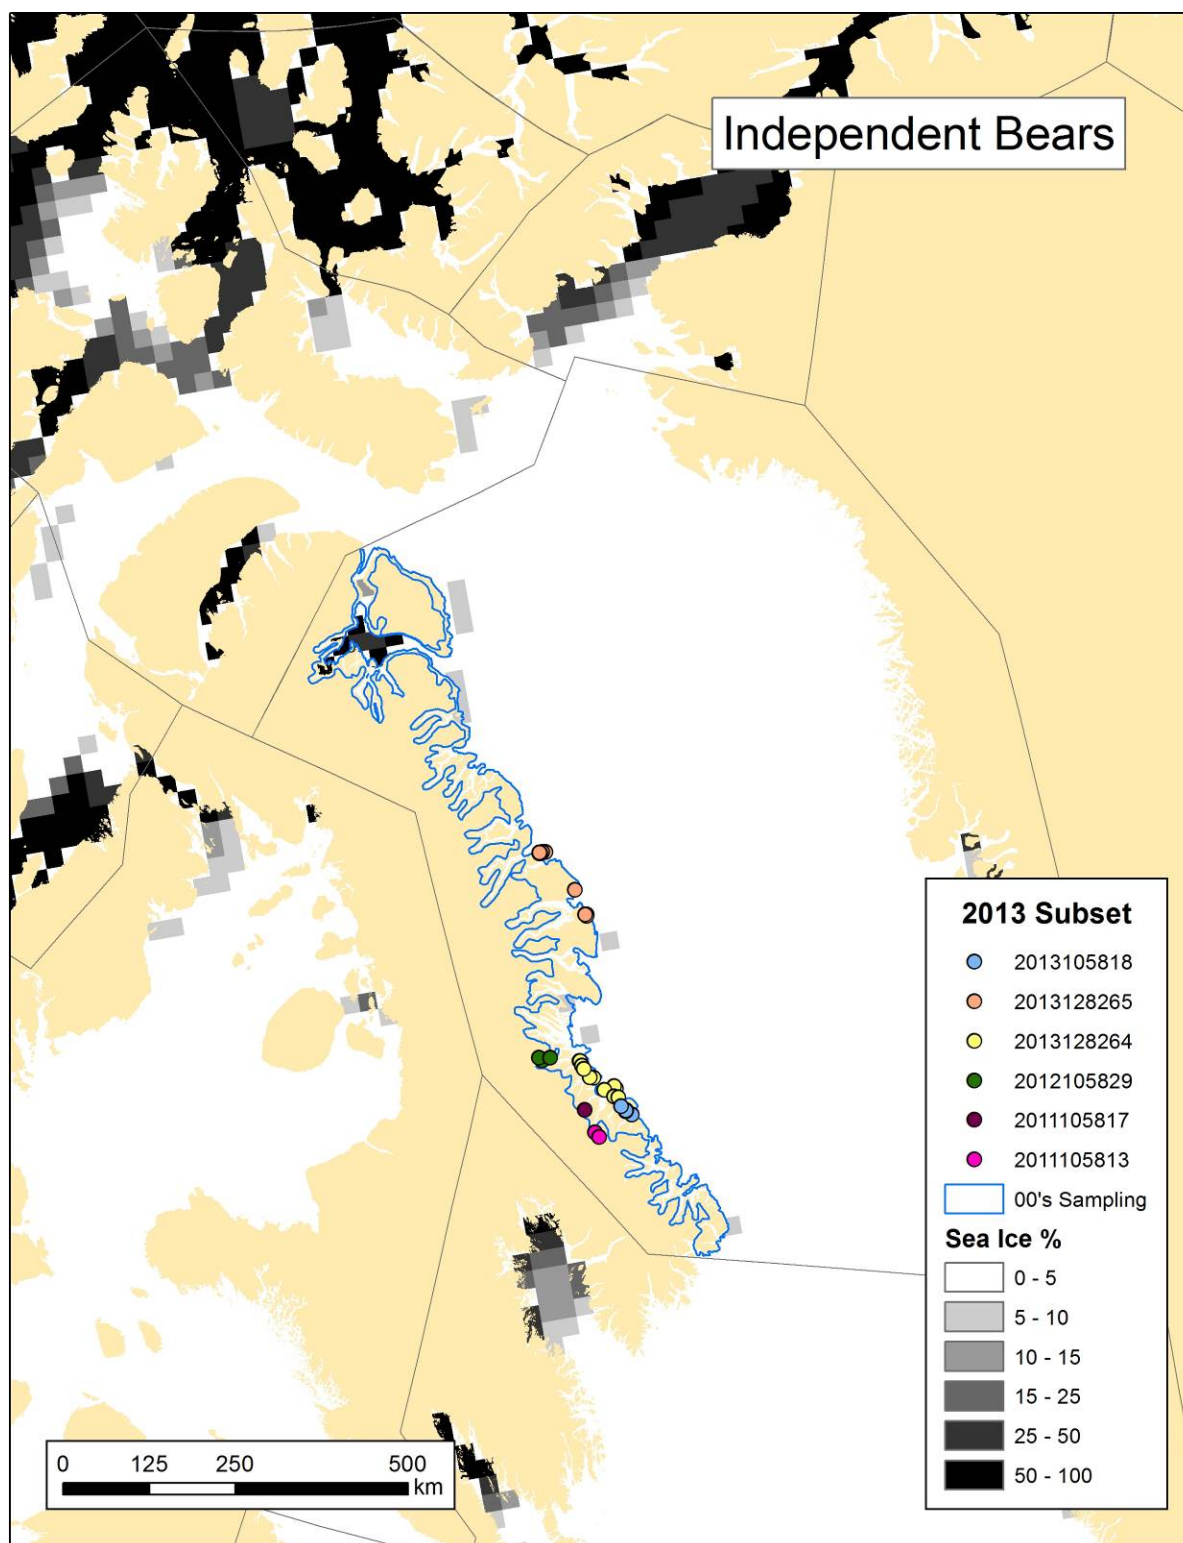 Independent Bears
2013 Subset
2013105818
2013128265
2013128264
2012105829
2011105817
2011105813
00's Sampling
Sea Ice %
0 - 5
5 - 10
10 - 15
15 - 25
25 - 50
50 - 100
0 125 250 500
km